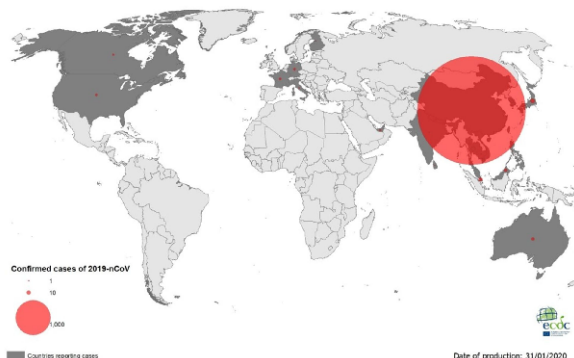 Confirmed cases of 2019-nCoV
1
10
1,000
Countries reporting cases
ecdc
Date of production: 31/01/2020